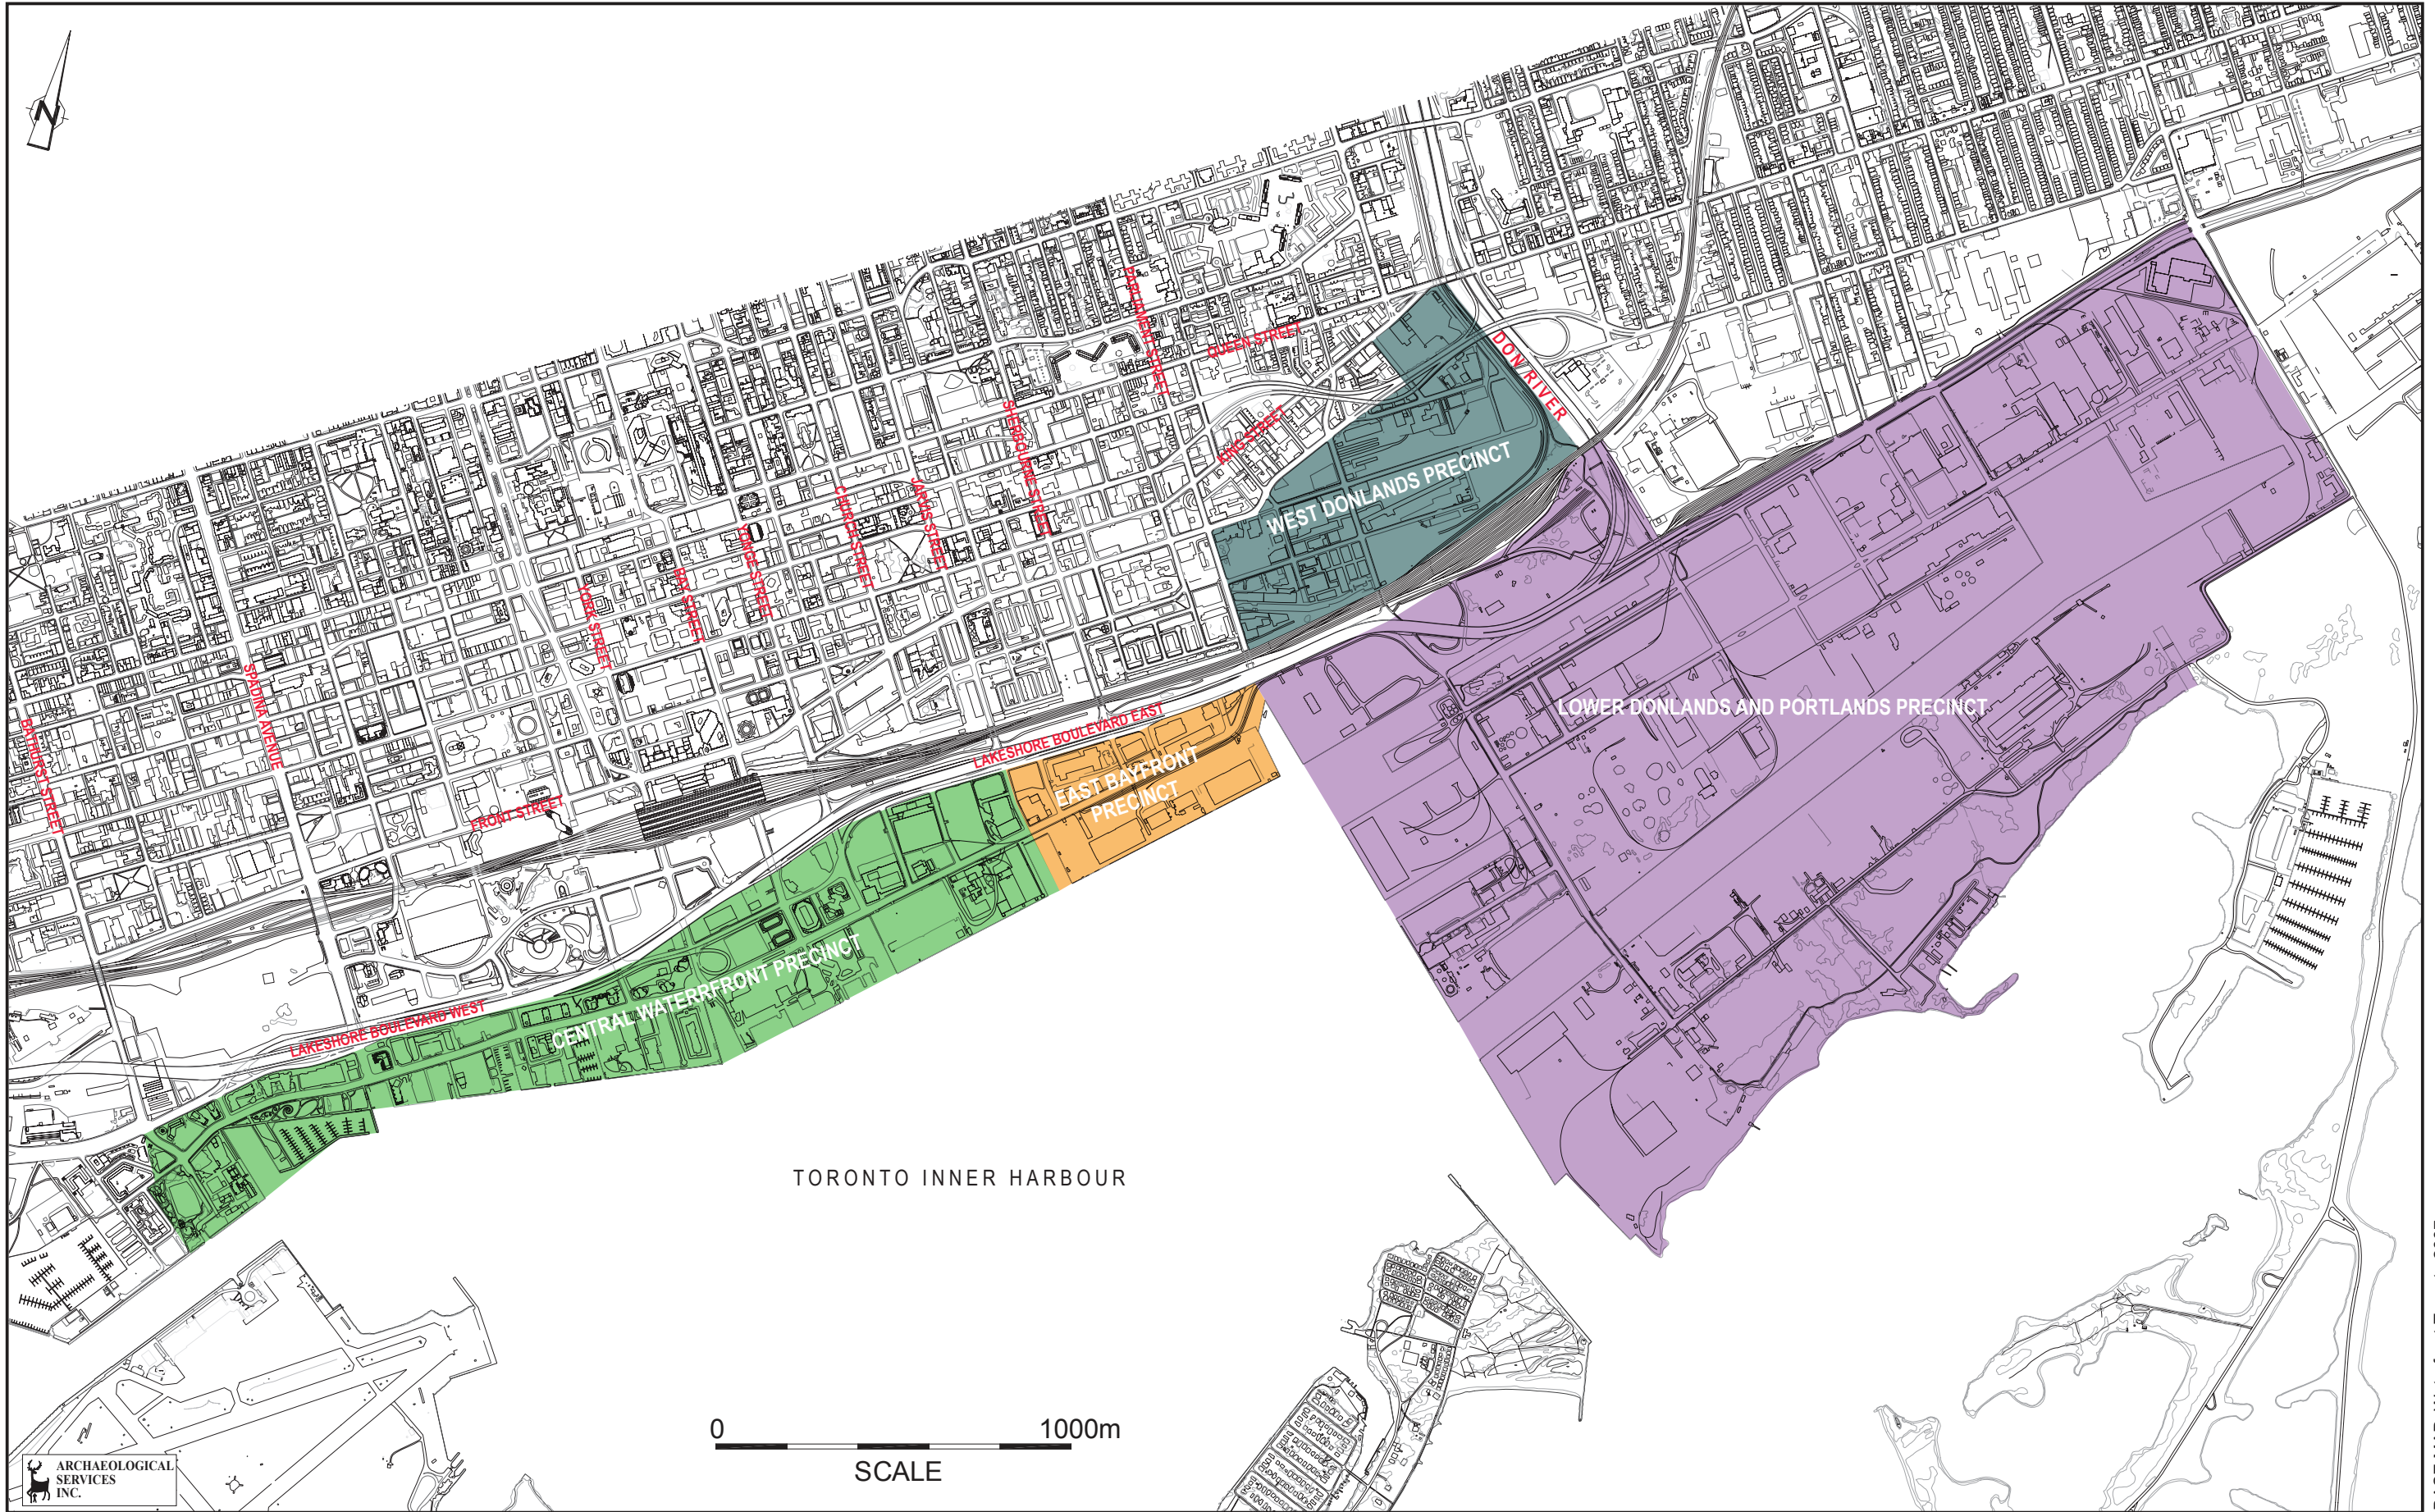 N
PARLIAMENT STREET
QUEEN STREET
DON RIVER
SHERBOURNE STREET
KING STREET
WEST DONLANDS PRECINCT
JARVIS STREET
CHURCH STREET
YONGE STREET
BAY STREET
YORK STREET
SPADINA AVENUE
BATHURST STREET
LAKESHORE BOULEVARD EAST
LOWER DONLANDS AND PORTLANDS PRECINCT
EAST BAYFRONT
PRECINCT
FRONT STREET
CENTRAL WATERRFRONT PRECINCT
LAKESHORE BOULEVARD WEST
TORONTO INNER HARBOUR
0 1000m
SCALE
ARCHAEOLOGICAL
SERVICES
INC.